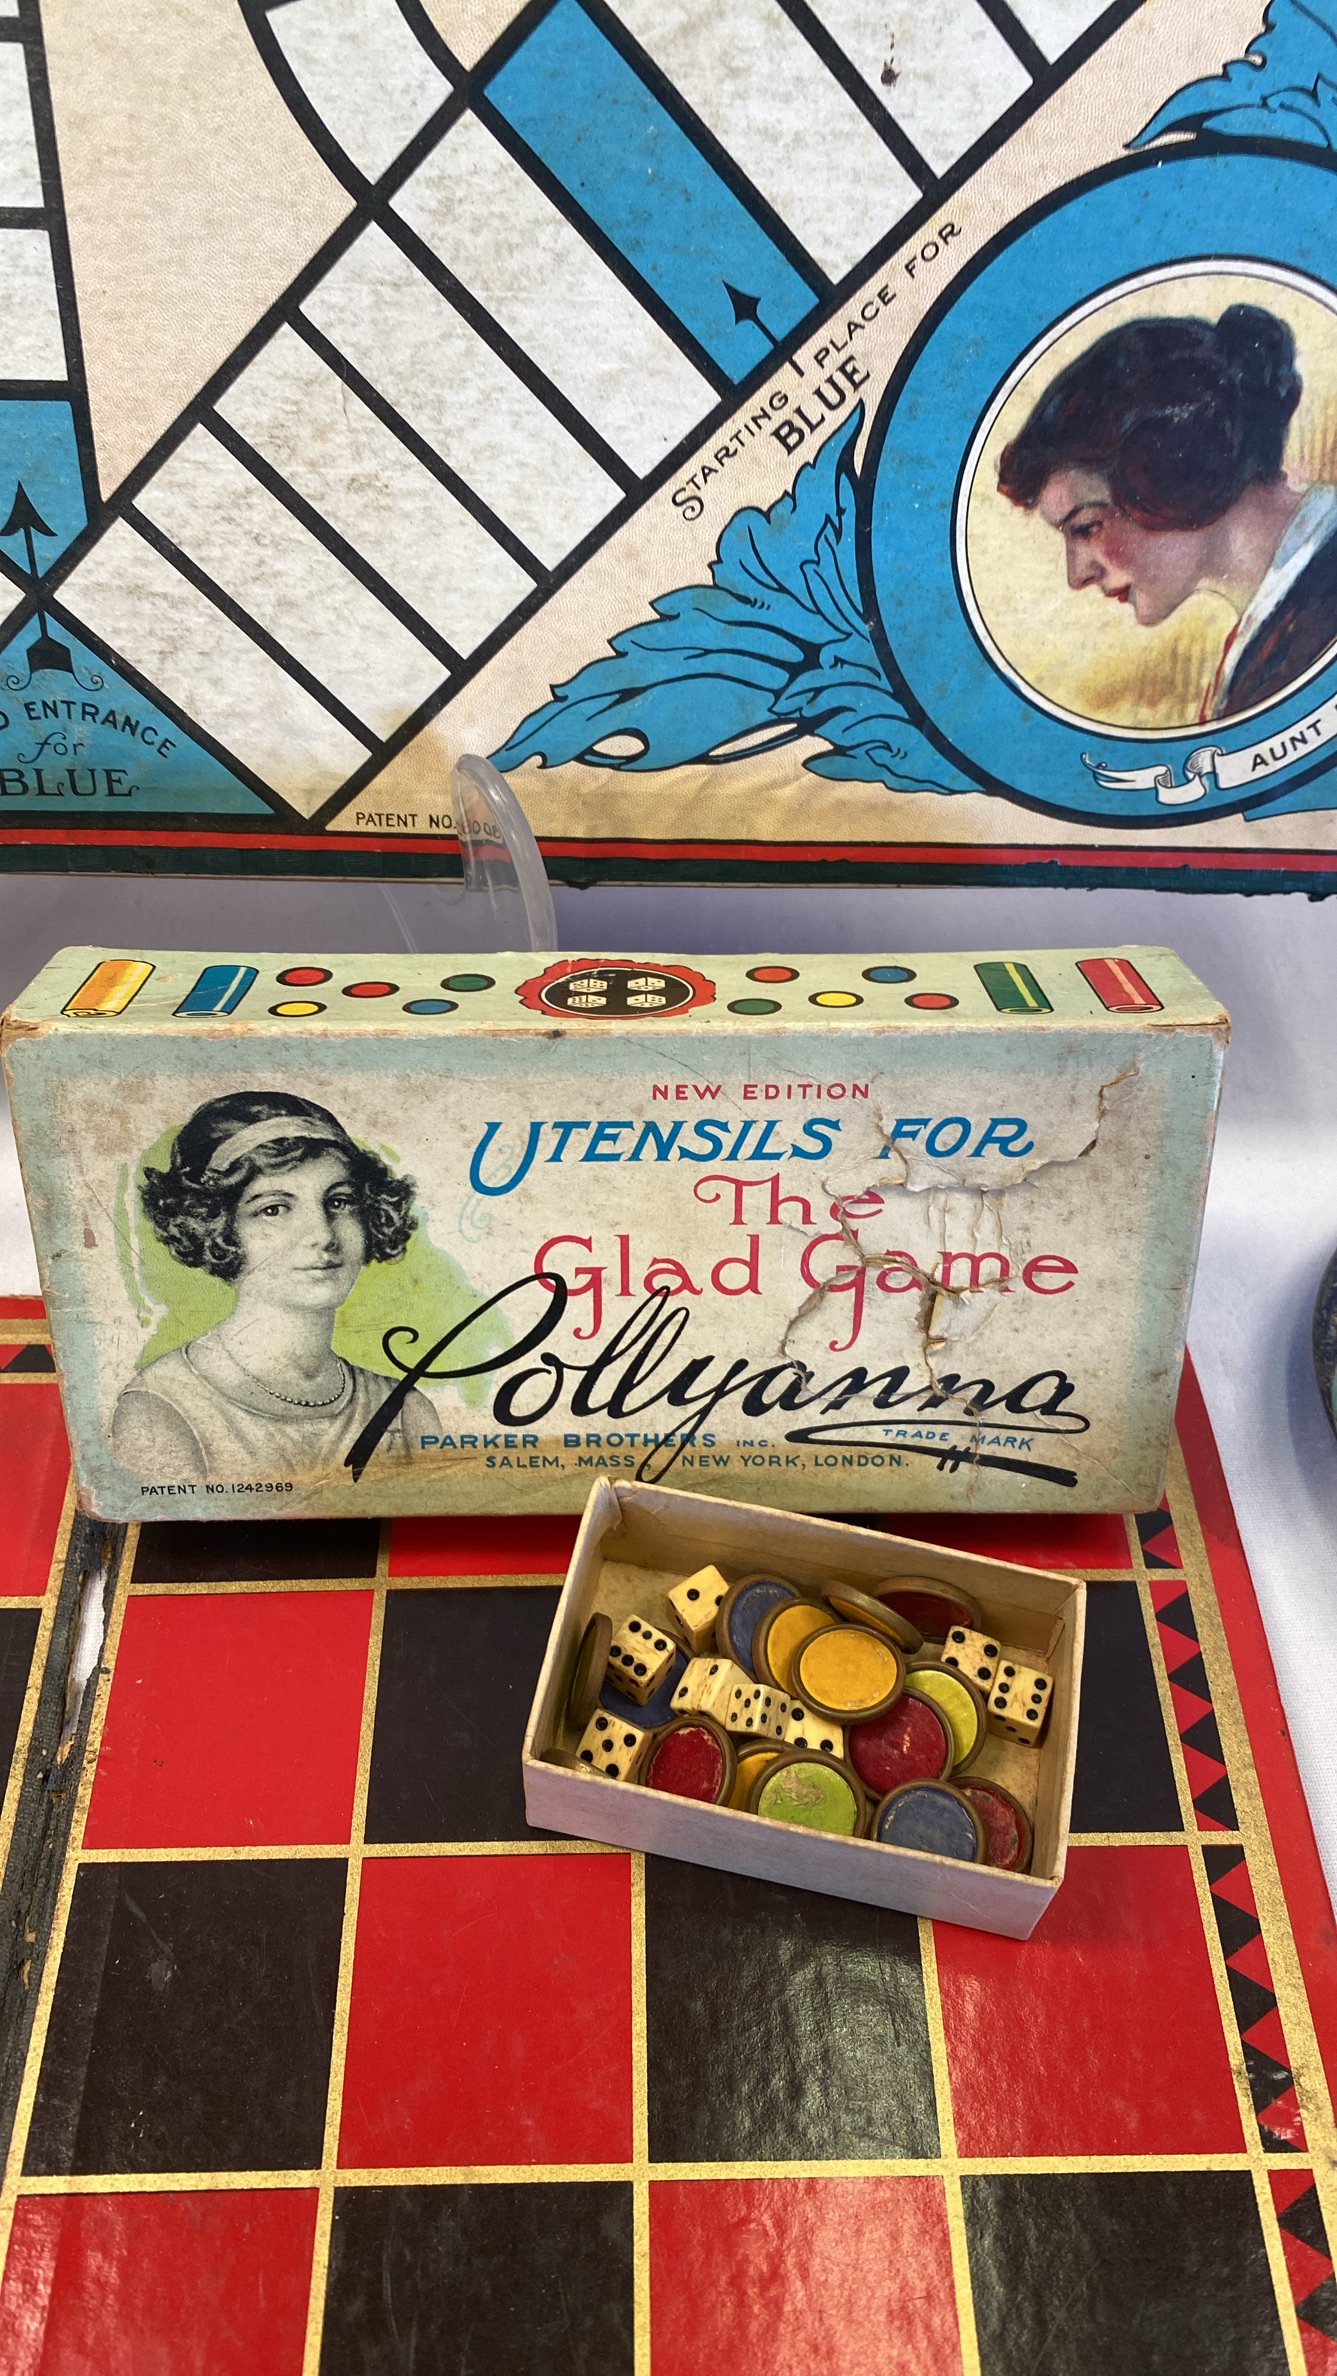 STARTING PLACE FOR
BLUE
ENTRANCE
for
BLUE
AUNT
PATENT NO.
NEW EDITION
UTENSILS FOR
The
Glad Game
Pollyanna
PARKER BROTHERS INC.
TRADE MARK
SALEM, MASS., NEW YORK, LONDON.
PATENT NO. 1242969